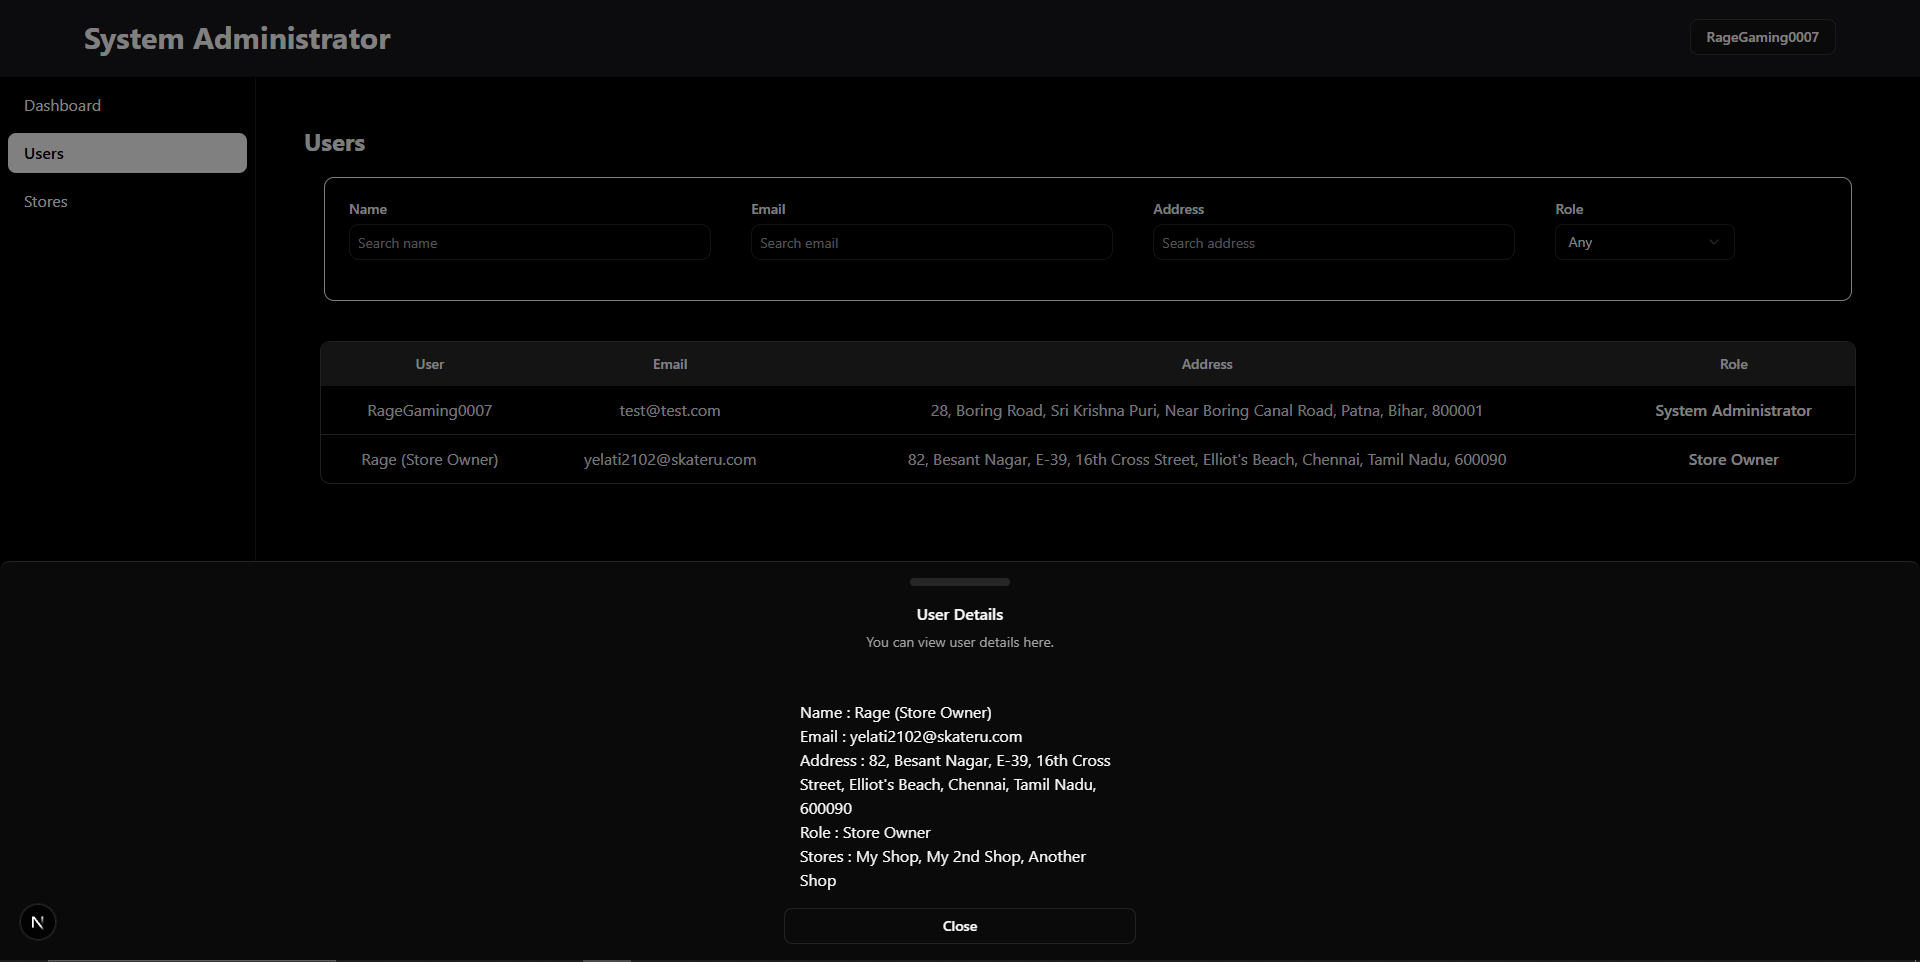 System Administrator
RageGaming0007
Dashboard
Users
Stores
Users
Name
Email
Address
Role
Search name
Search email
Search address
Any
User
Email
Address
Role
RageGaming0007
test@test.com
28, Boring Road, Sri Krishna Puri, Near Boring Canal Road, Patna, Bihar, 800001
System Administrator
Rage (Store Owner)
yelati2102@skateru.com
82, Besant Nagar, E-39, 16th Cross Street, Elliot's Beach, Chennai, Tamil Nadu, 600090
Store Owner
User Details
You can view user details here.
Name : Rage (Store Owner)
Email : yelati2102@skateru.com
Address : 82, Besant Nagar, E-39, 16th Cross
Street, Elliot's Beach, Chennai, Tamil Nadu,
600090
Role : Store Owner
Stores : My Shop, My 2nd Shop, Another
Shop
N
Close